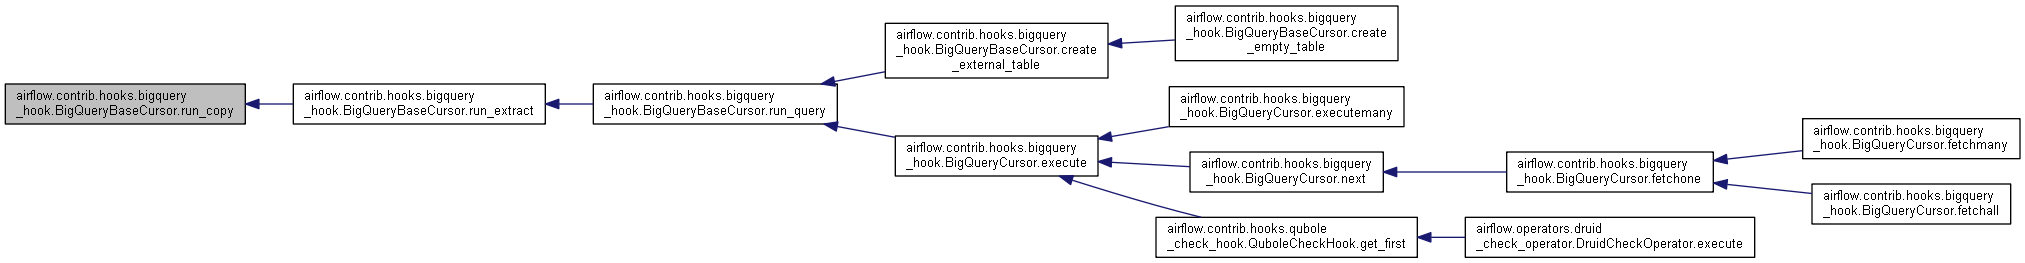 airflow.contrib.hooks.bigquery
_hook.BigQueryBaseCursor.run_copy
airflow.contrib.hooks.bigquery
_hook.BigQueryBaseCursor.run_extract
airflow.contrib.hooks.bigquery
_hook.BigQueryBaseCursor.run_query
airflow.contrib.hooks.bigquery
_hook.BigQueryBaseCursor.create
_external_table
airflow.contrib.hooks.bigquery
_hook.BigQueryBaseCursor.create
_empty_table
airflow.contrib.hooks.bigquery
_hook.BigQueryCursor.execute
airflow.contrib.hooks.bigquery
_hook.BigQueryCursor.executemany
airflow.contrib.hooks.bigquery
_hook.BigQueryCursor.next
airflow.contrib.hooks.bigquery
_hook.BigQueryCursor.fetchone
airflow.contrib.hooks.bigquery
_hook.BigQueryCursor.fetchmany
airflow.contrib.hooks.bigquery
_hook.BigQueryCursor.fetchall
airflow.contrib.hooks.qubole
_check_hook.QuboleCheckHook.get_first
airflow.operators.druid
_check_operator.DruidCheckOperator.execute